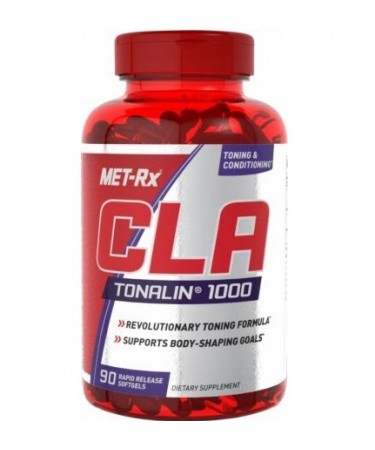 TONING &
CONDITIONING*
MET-Rx®
CLA
TONALIN® 1000
»REVOLUTIONARY TONING FORMULA*
»SUPPORTS BODY-SHAPING GOALS*
90 RAPID RELEASE
SOFTGELS
DIETARY SUPPLEMENT